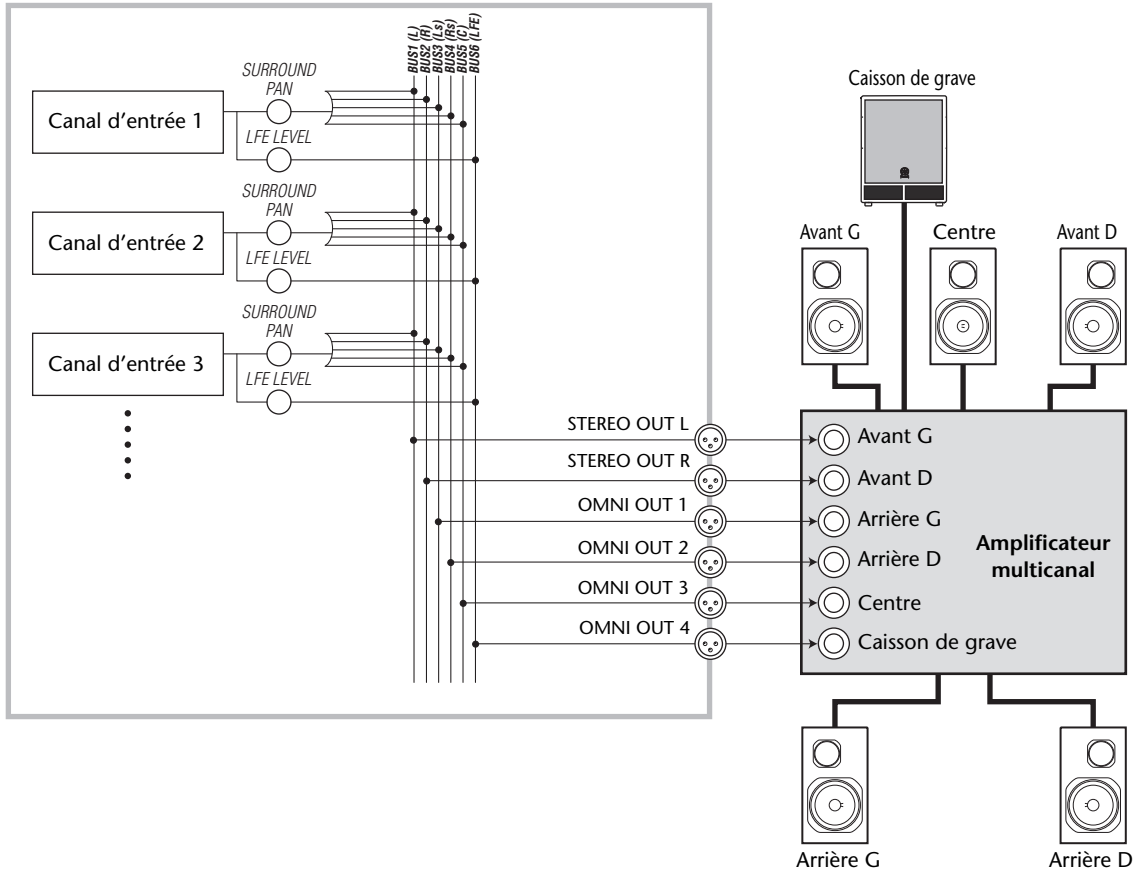 BUS1 (L)
BUS2 (R)
BUS3 (Ls)
BUS4 (Rs)
BUS5 (C)
BUS6 (LFE)
SURROUND
PAN
Canal d'entrée 1
LFE LEVEL
SURROUND
PAN
Canal d'entrée 2
LFE LEVEL
SURROUND
PAN
Canal d'entrée 3
LFE LEVEL
STEREO OUT L
STEREO OUT R
OMNI OUT 1
OMNI OUT 2
OMNI OUT 3
OMNI OUT 4
Caisson de grave
Avant G
Centre
Avant D
Avant G
Avant D
Arrière G
Arrière D
Centre
Caisson de grave
Amplificateur
multicanal
Arrière G
Arrière D